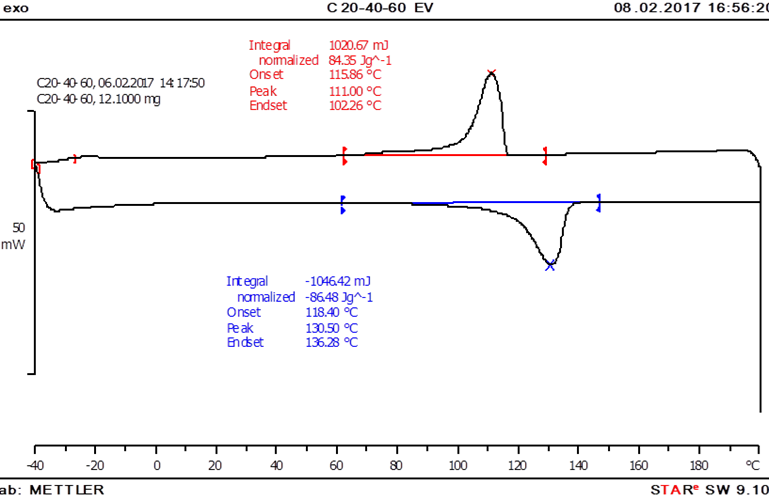 exo C 20-40-60 EV 08.02.2017 16:56:20
Integral 1020.67 mJ
normalized 84.35 Jg^-1
Onset 115.86 °C
Peak 111.00 °C
Endset 102.26 °C
C20-40-60, 06.02.2017 14:17:50
C20-40-60, 12.1000 mg
50
mW
Integral -1046.42 mJ
normalized -86.48 Jg^-1
Onset 118.40 °C
Peak 130.50 °C
Endset 136.28 °C
-40 -20 0 20 40 60 80 100 120 140 160 180 °C
ab: METTLER STARe SW 9.10